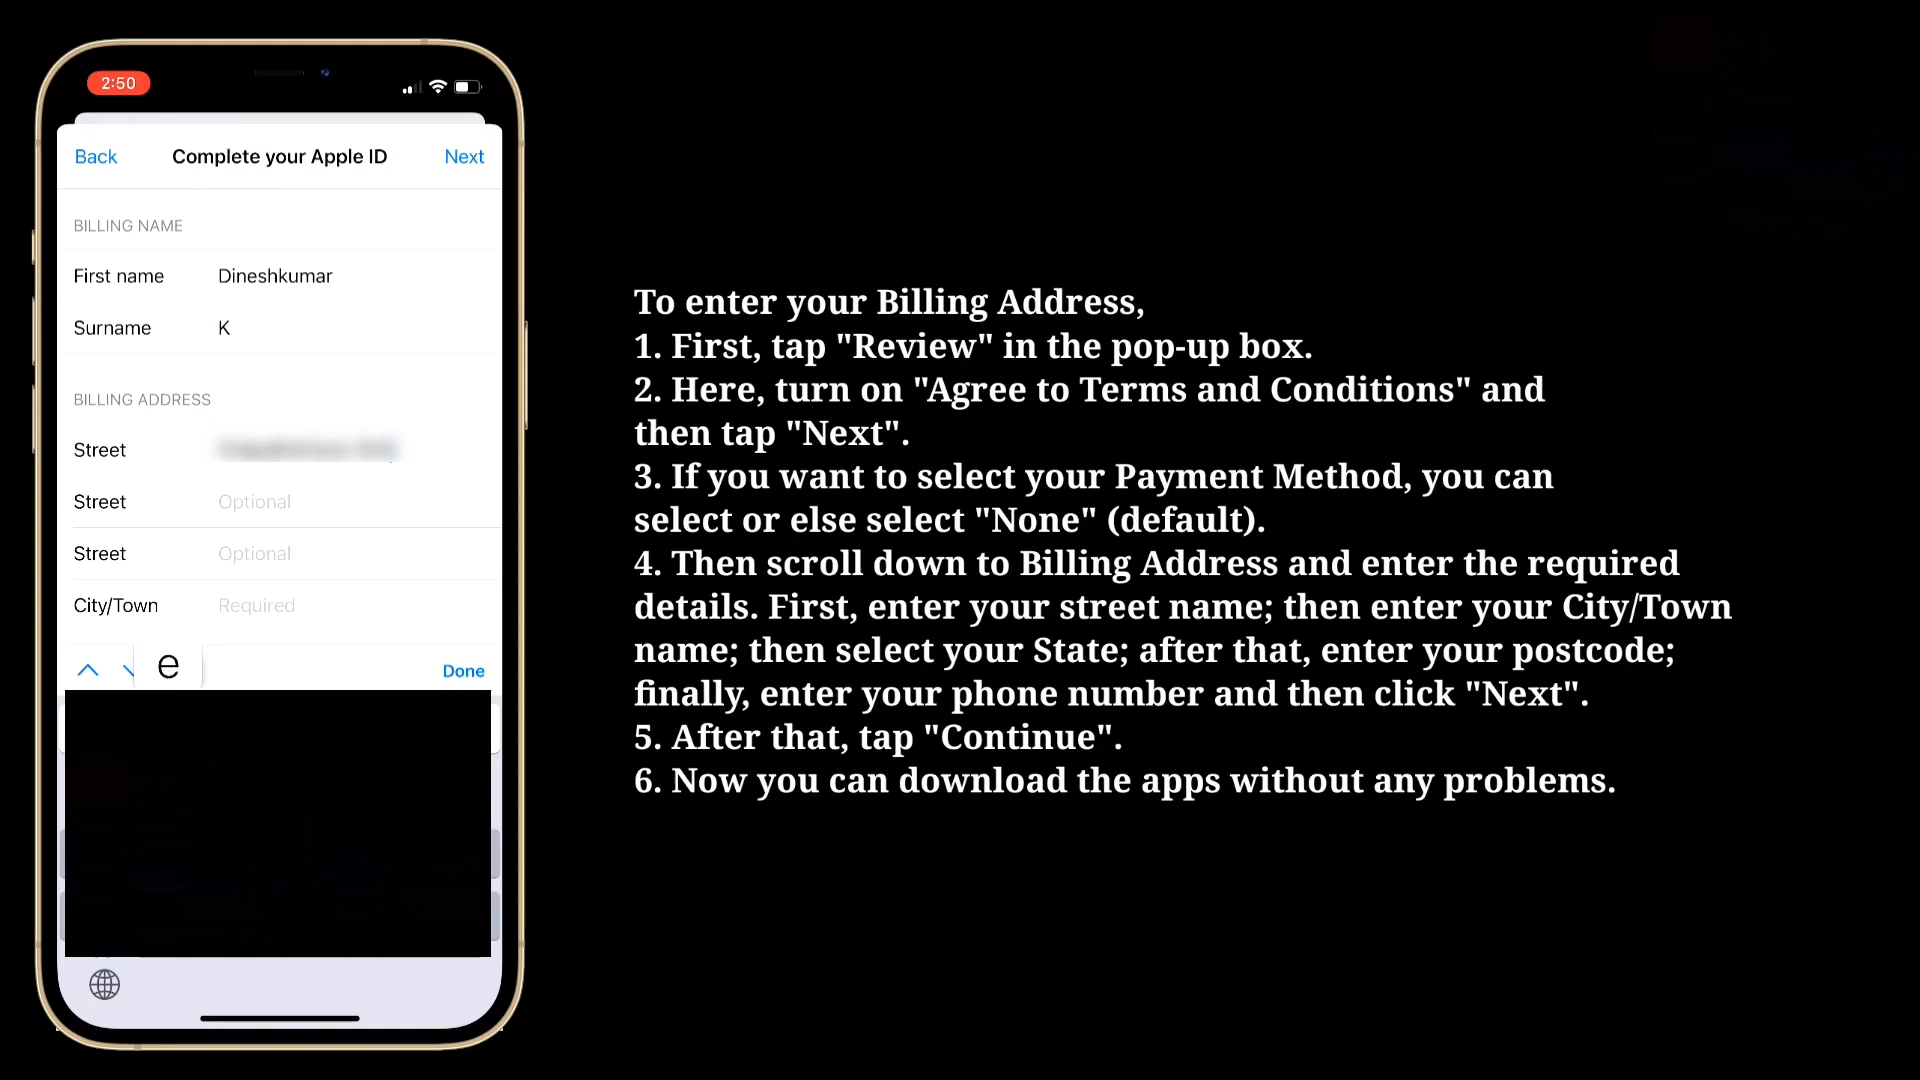 2:50
Back Complete your Apple ID Next
BILLING NAME
First name Dineshkumar
Surname K
BILLING ADDRESS
Street
Street Optional
Street Optional
City/Town Required
e Done
To enter your Billing Address,
1. First, tap "Review" in the pop-up box.
2. Here, turn on "Agree to Terms and Conditions" and
then tap "Next".
3. If you want to select your Payment Method, you can
select or else select "None" (default).
4. Then scroll down to Billing Address and enter the required
details. First, enter your street name; then enter your City/Town
name; then select your State; after that, enter your postcode;
finally, enter your phone number and then click "Next".
5. After that, tap "Continue".
6. Now you can download the apps without any problems.